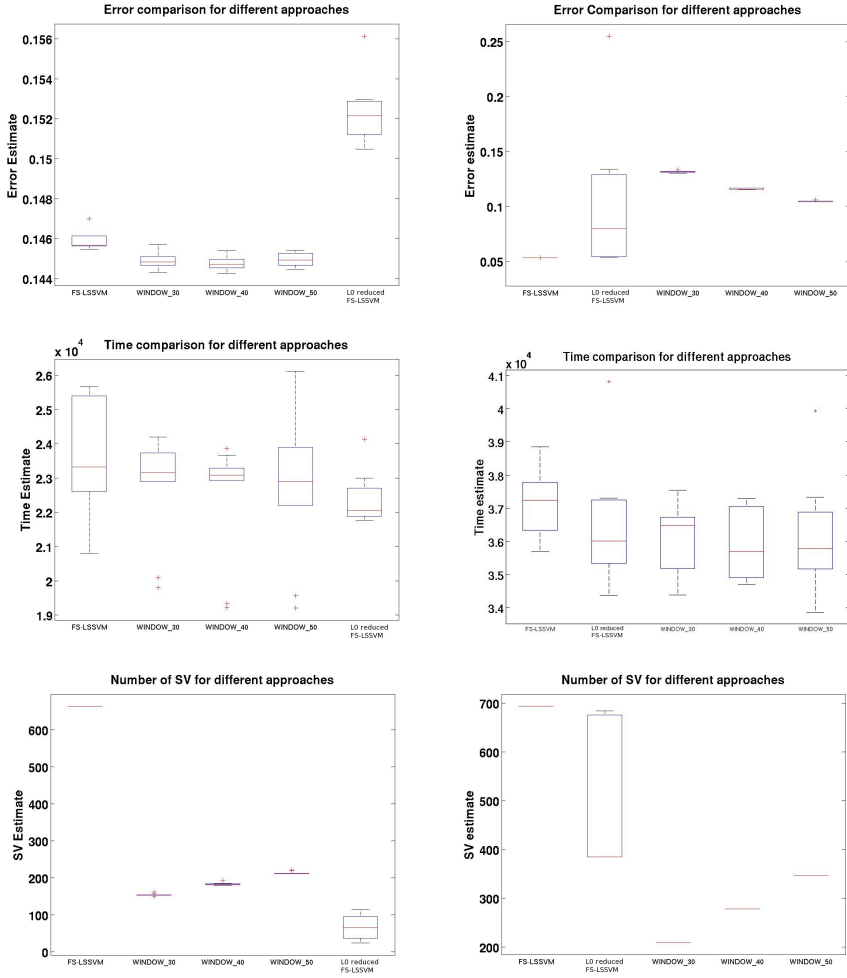 Error comparison for different approaches
0.156
0.154
0.152
0.15
0.148
0.146
0.144
Error Estimate
FS-LSSVM
WINDOW_30
WINDOW_40
WINDOW_50
L0 reduced
FS-LSSVM
Error Comparison for different approaches
0.25
0.2
0.15
0.1
0.05
Error estimate
FS-LSSVM
L0 reduced
FS-LSSVM
WINDOW_30
WINDOW_40
WINDOW_50
Time comparison for different approaches
x 10^4
2.6
2.5
2.4
2.3
2.2
2.1
2
1.9
Time Estimate
FS-LSSVM
WINDOW_30
WINDOW_40
WINDOW_50
L0 reduced
FS-LSSVM
Time comparison for different approaches
x 10^4
4.1
4
3.9
3.8
3.7
3.6
3.5
3.4
Time estimate
FS-LSSVM
L0 reduced
FS-LSSVM
WINDOW_30
WINDOW_40
WINDOW_50
Number of SV for different approaches
600
500
400
300
200
100
0
SV Estimate
FS-LSSVM
WINDOW_30
WINDOW_40
WINDOW_50
L0 reduced
FS-LSSVM
Number of SV for different approaches
700
600
500
400
300
200
SV estimate
FS-LSSVM
L0 reduced
FS-LSSVM
WINDOW_30
WINDOW_40
WINDOW_50